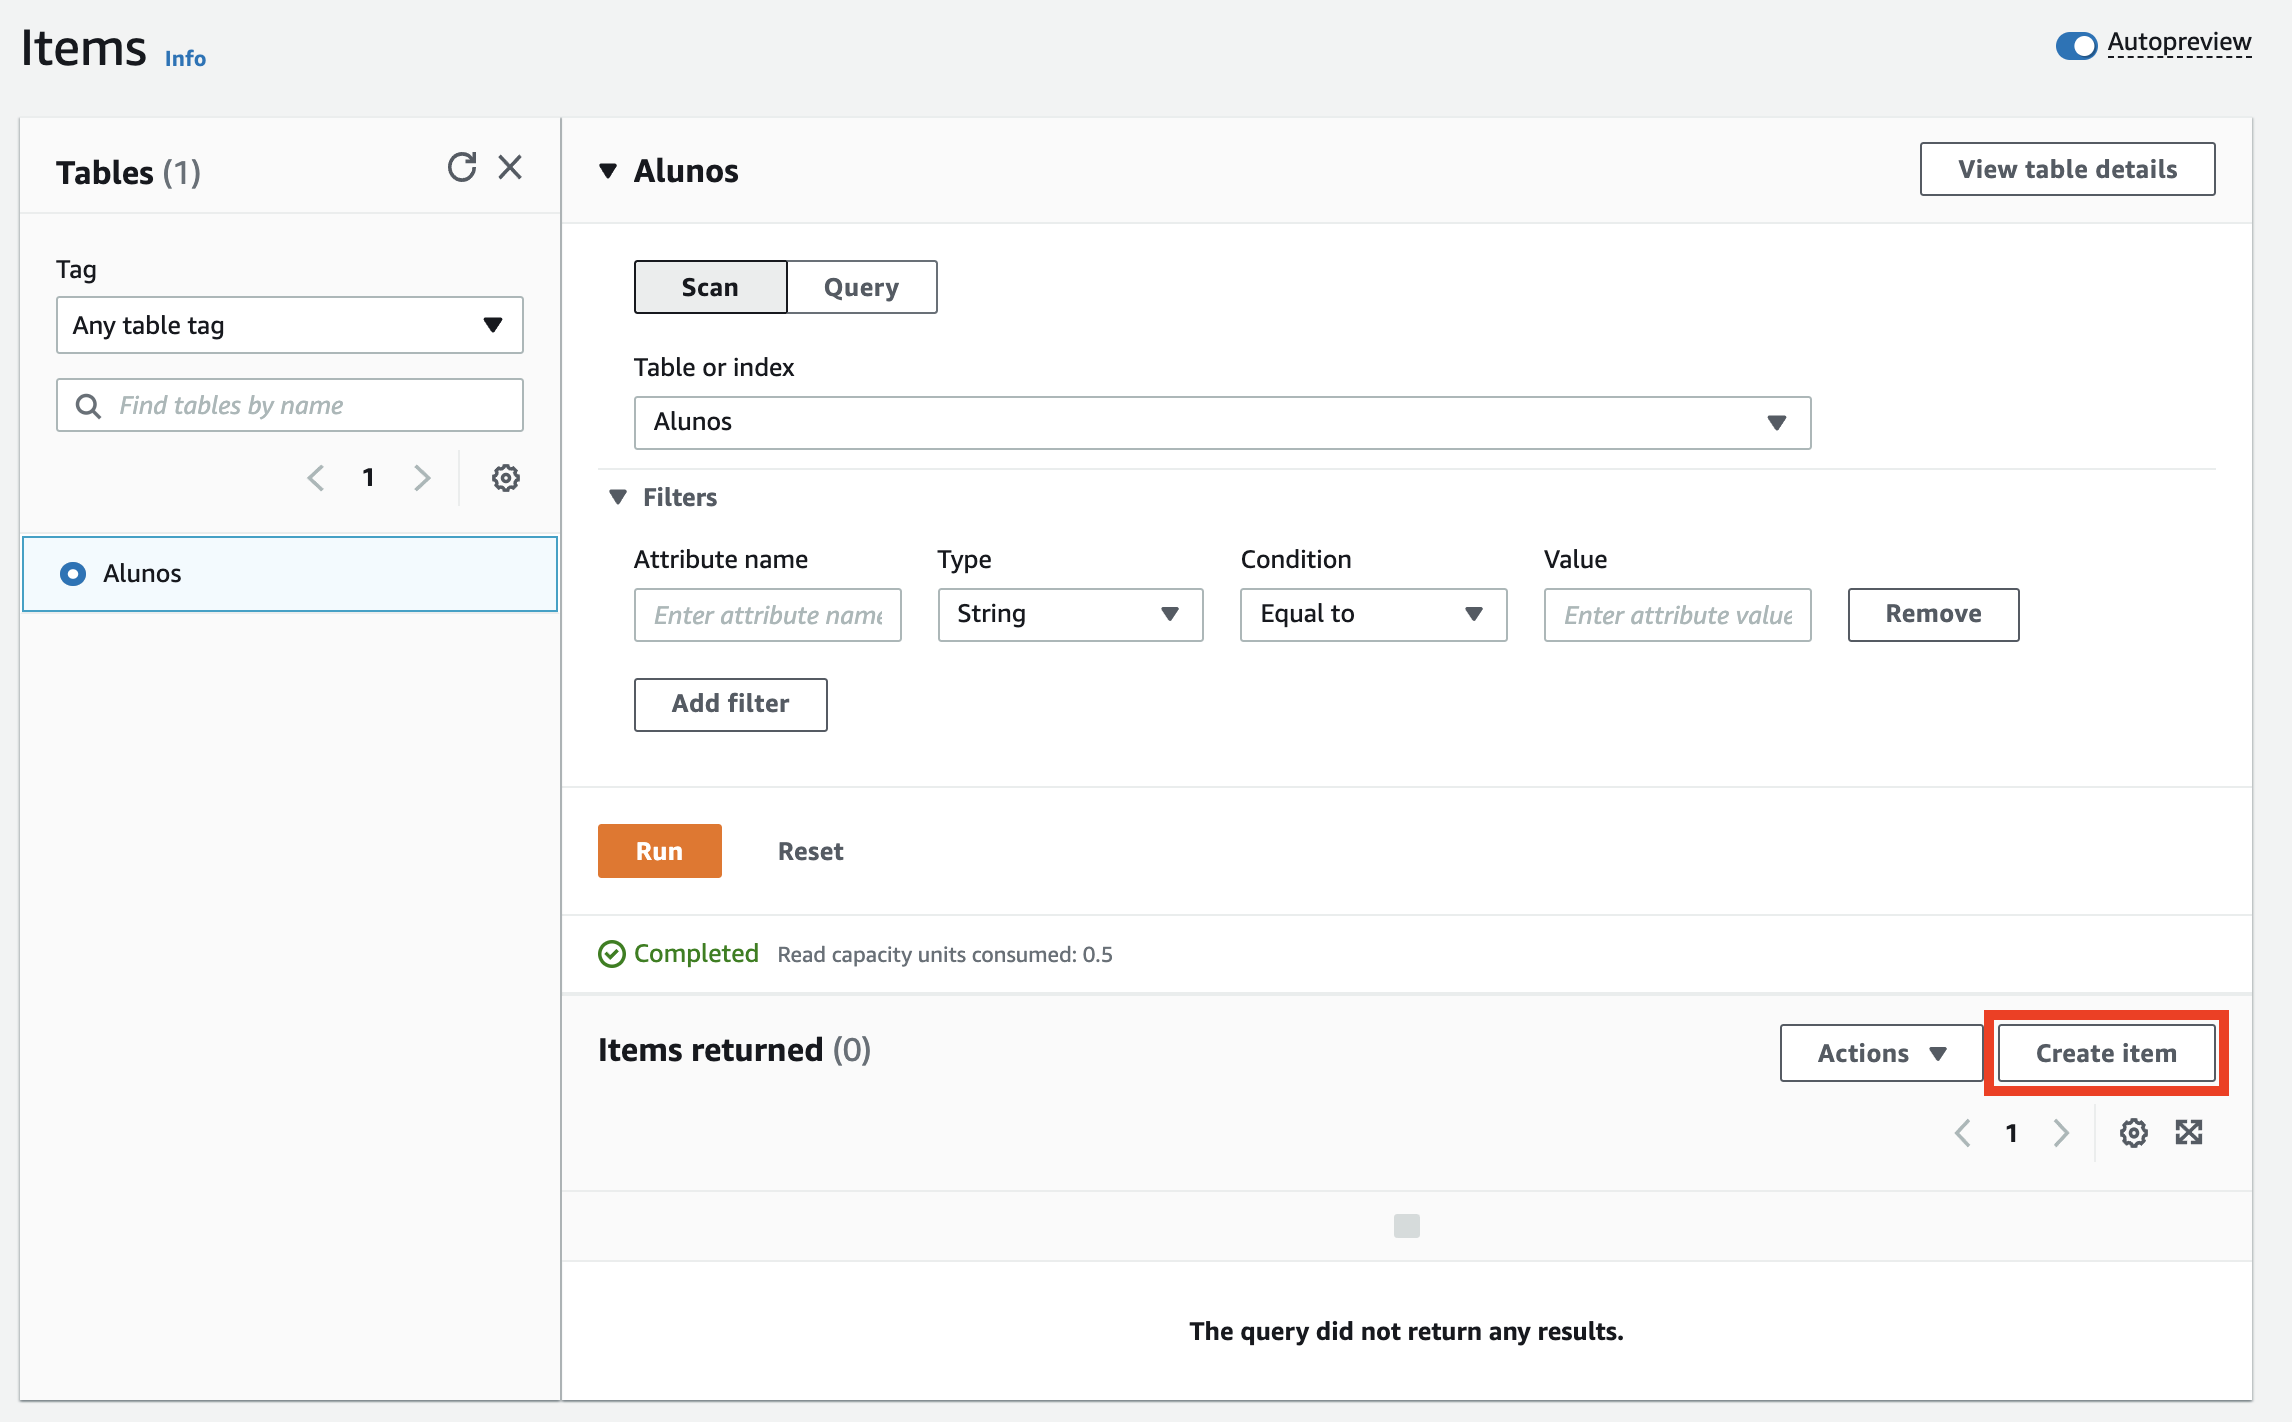 Items Info
Autopreview
Tables (1)
Tag
Any table tag
Find tables by name
1
Alunos
Alunos
View table details
Scan Query
Table or index
Alunos
Filters
Attribute name Type Condition Value
Enter attribute name String Equal to Enter attribute value Remove
Add filter
Run Reset
Completed Read capacity units consumed: 0.5
Items returned (0)
Actions Create item
1
The query did not return any results.